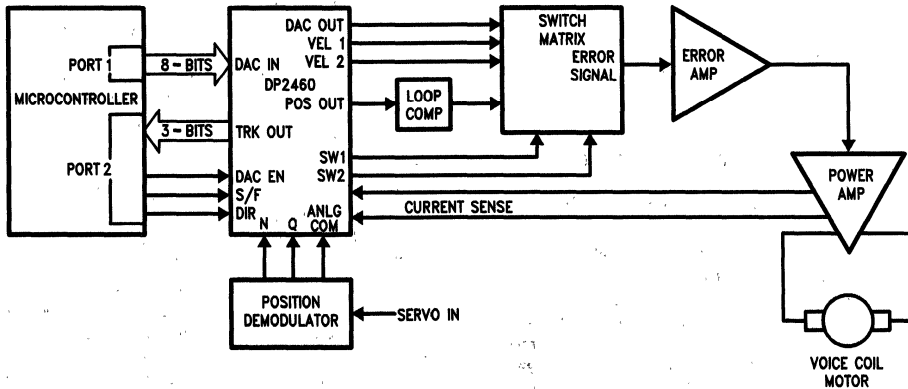 PORT 1
MICROCONTROLLER
PORT 2
8-BITS
3-BITS
DAC OUT
VEL 1
VEL 2
DAC IN
DP2460
POS OUT
TRK OUT
SW1
SW2
DAC EN
S/F
DIR
N
Q
ANLG
COM
LOOP
COMP
SWITCH
MATRIX
ERROR
SIGNAL
ERROR
AMP
POWER
AMP
CURRENT SENSE
POSITION
DEMODULATOR
SERVO IN
VOICE COIL
MOTOR